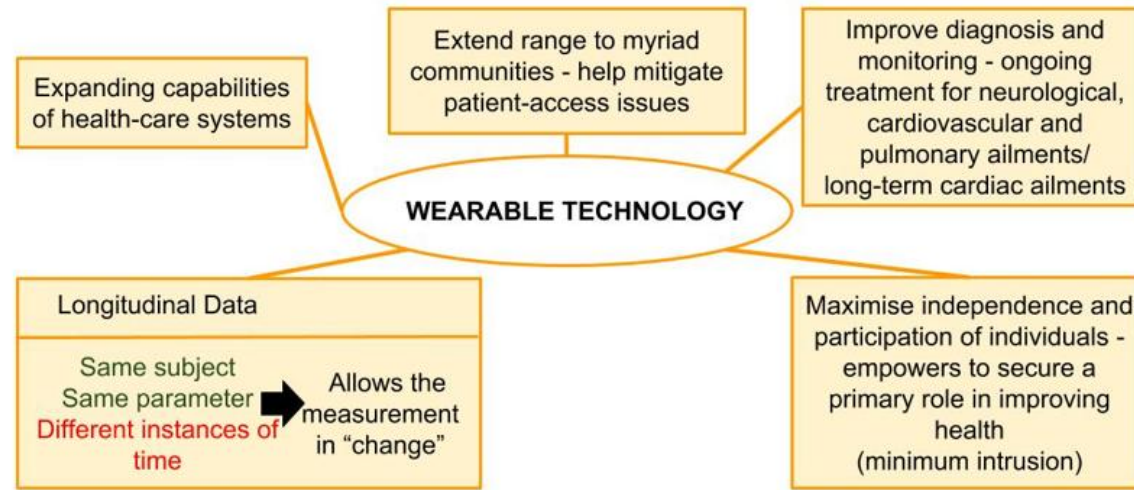 Expanding capabilities
of health-care systems
Extend range to myriad
communities - help mitigate
patient-access issues
Improve diagnosis and
monitoring - ongoing
treatment for neurological,
cardiovascular and
pulmonary ailments/
long-term cardiac ailments
WEARABLE TECHNOLOGY
Longitudinal Data
Same subject
Same parameter
Different instances of
time
Allows the
measurement
in “change”
Maximise independence and
participation of individuals -
empowers to secure a
primary role in improving
health
(minimum intrusion)